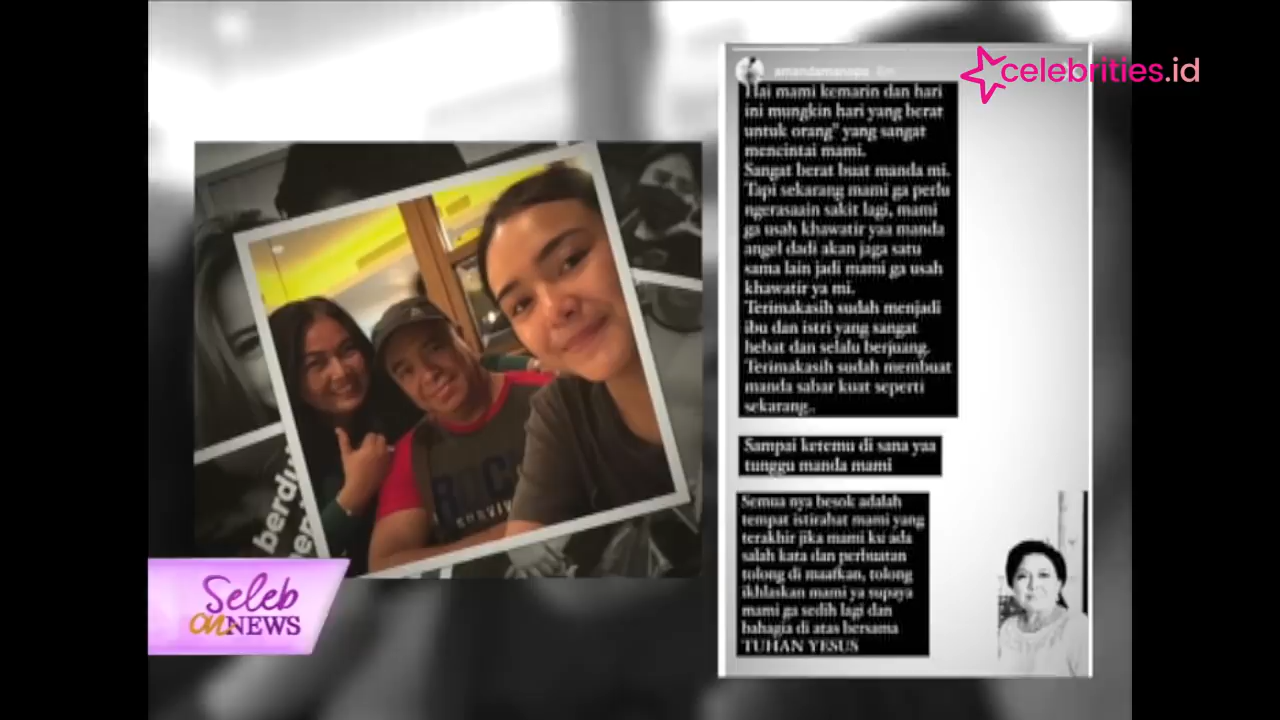 celebrities.id
amandamanopo
Hai mami kemarin dan hari
ini mungkin hari yang berat
untuk orang" yang sangat
mencintai mami.
Sangat berat buat manda mi.
Tapi sekarang mami ga perlu
ngerasaain sakit lagi, mami
ga usah khawatir yaa manda
angel dadi akan jaga satu
sama lain jadi mami ga usah
khawatir ya mi.
Terimakasih sudah menjadi
ibu dan istri yang sangat
hebat dan selalu berjuang.
Terimakasih sudah membuat
manda sabar kuat seperti
sekarang..
Sampai ketemu di sana yaa
tunggu manda mami
Semua nya besok adalah
tempat istirahat mami yang
terakhir jika mami ksi ada
salah kata dan perbuatan
tolong di maafkan, tolong
ikhlaskan mami ya supaya
mami ga sedih lagi dan
bahagia di atas bersama
TUHAN YESUS
berdu
Seleb
on NEWS